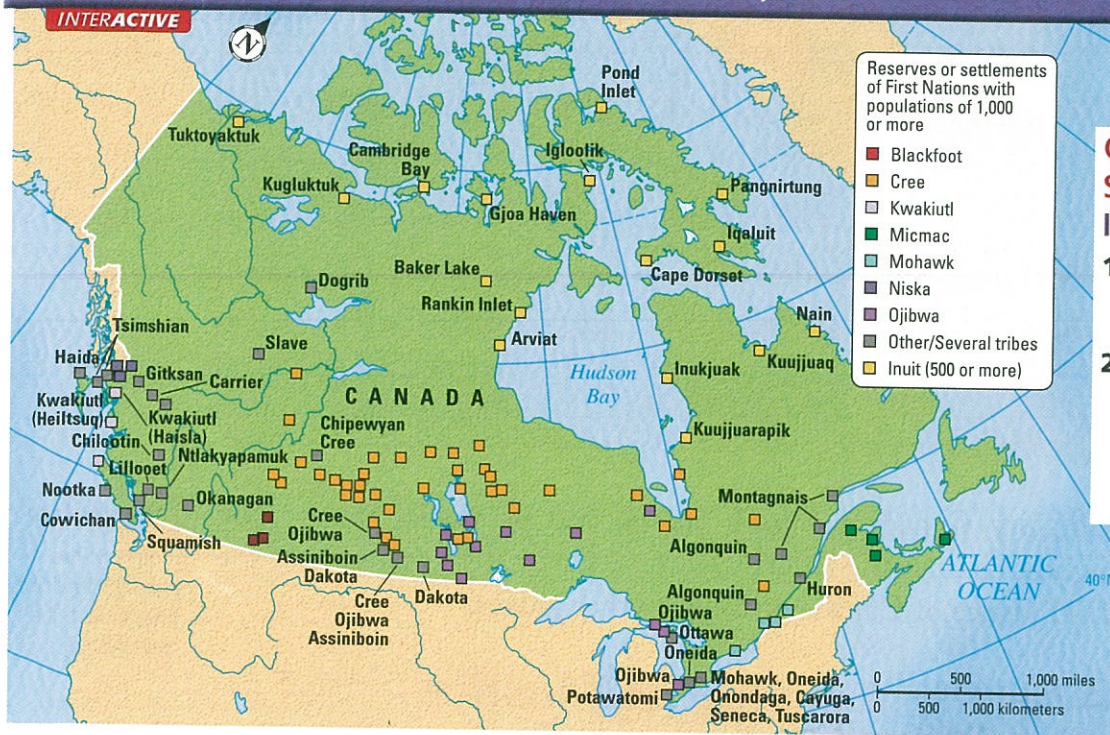 INTERACTIVE
N
Reserves or settlements
of First Nations with
populations of 1,000
or more
Blackfoot
Cree
Kwakiutl
Micmac
Mohawk
Niska
Ojibwa
Other/Several tribes
Inuit (500 or more)
Pond
Inlet
Tuktoyaktuk
Cambridge
Bay
Igloolik
Kugluktuk
Gjoa Haven
Pangnirtung
Iqaluit
Cape Dorset
Baker Lake
Dogrib
Rankin Inlet
Arviat
Nain
Kuujjuaq
Inukjuak
Hudson
Bay
Kuujjuarapik
CANADA
Tsimshian
Slave
Haida
Gitksan
Carrier
Kwakiutl
(Heiltsuq)
Kwakiutl
(Haisla)
Chilcotin
Chipewyan
Cree
Lillooet
Ntlakyapamuk
Nootka
Okanagan
Cowichan
Squamish
Cree
Ojibwa
Assiniboin
Dakota
Cree
Ojibwa
Assiniboin
Dakota
Montagnais
Algonquin
Algonquin
Huron
Ojibwa
Ottawa
Oneida
Ojibwa
Potawatomi
Mohawk, Oneida,
Onondaga, Cayuga,
Seneca, Tuscarora
ATLANTIC
OCEAN
40°N
0 500 1,000 miles
0 500 1,000 kilometers
1
2